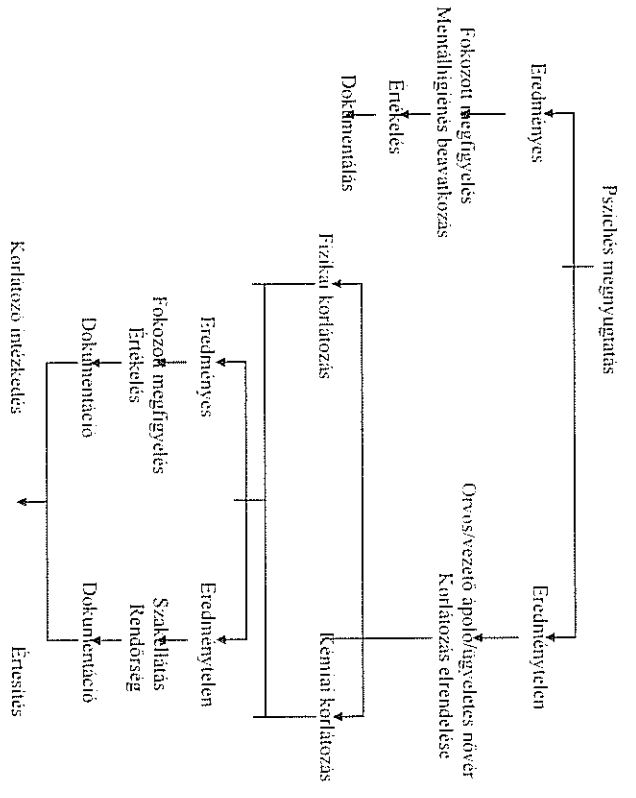 Pszichés megnyugtatás
Eredményes
Eredménytelen
Fokozott megfigyelés
Mentálhigiénés beavatkozás
Orvos/vezető ápoló/ügyeletes nővér
Korlátozás elrendelése
Értékelés
Dokumentálás
Fizikai korlátozás
Kémiai korlátozás
Eredményes
Eredménytelen
Fokozott megfigyelés
Értékelés
Szakellátás
Rendőrség
Dokumentáció
Dokumentáció
Korlátozó intézkedés
Értesítés